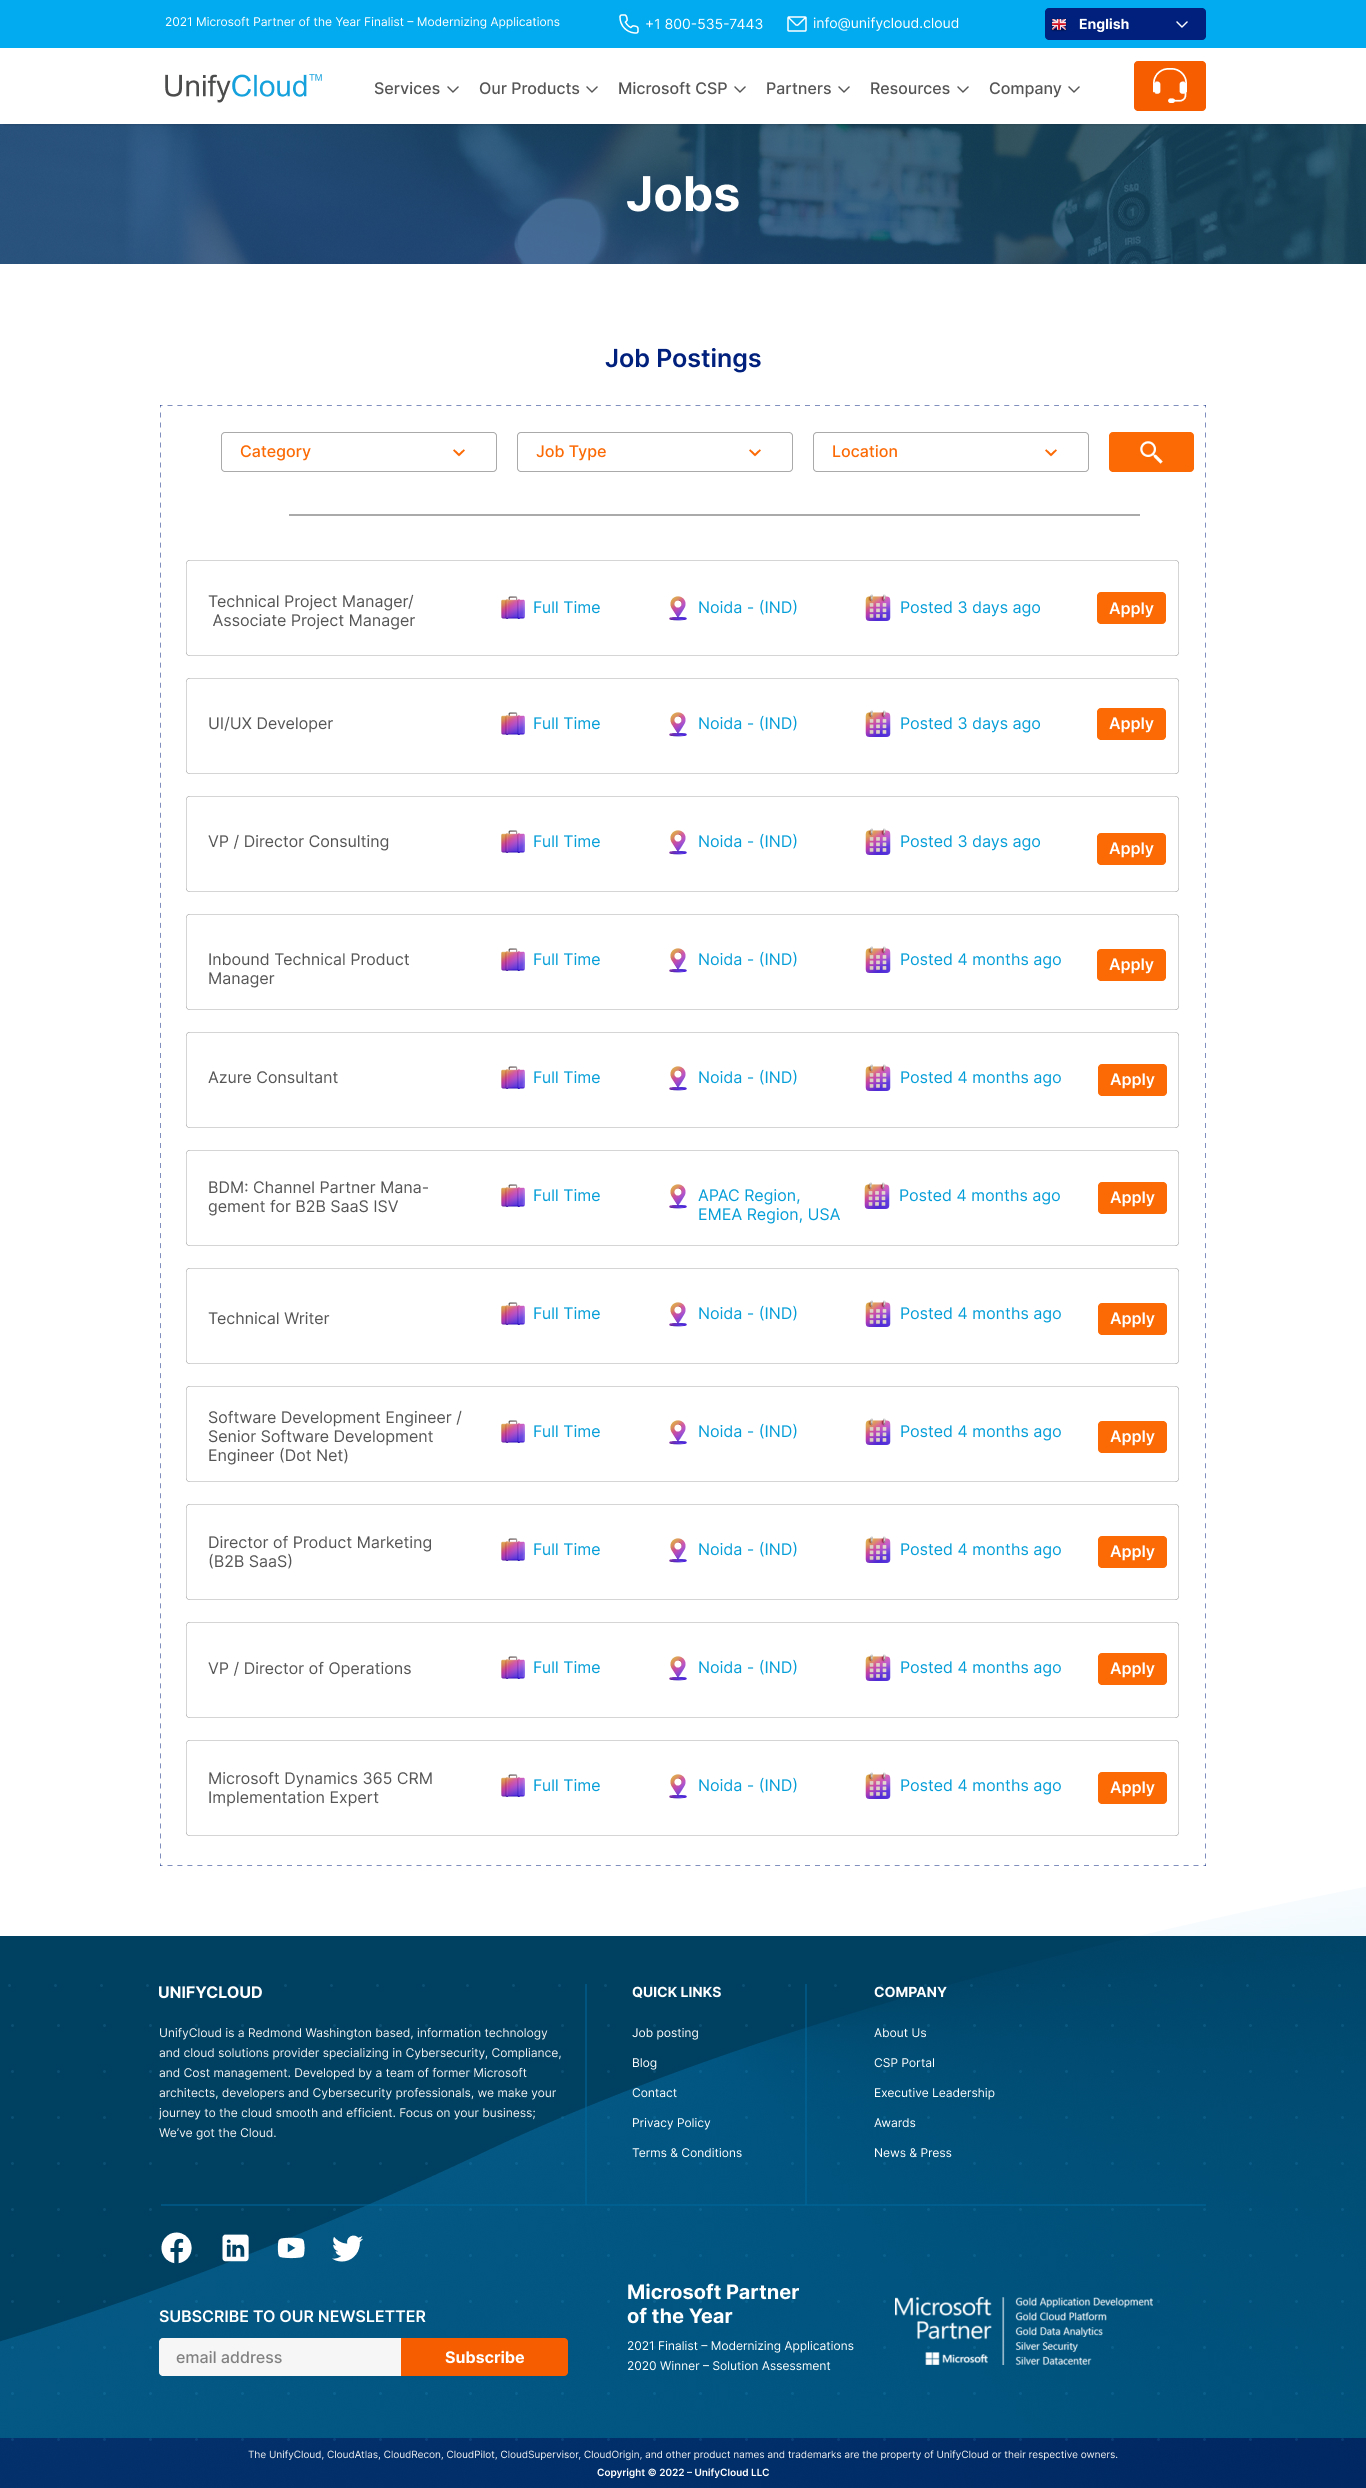 2021 Microsoft Partner of the Year Finalist – Modernizing Applications
+1 800-535-7443
info@unifycloud.cloud
English
UnifyCloud™
Services
Our Products
Microsoft CSP
Partners
Resources
Company
Jobs
Job Postings
Category
Job Type
Location
Technical Project Manager/
Associate Project Manager
Full Time
Noida - (IND)
Posted 3 days ago
Apply
UI/UX Developer
Full Time
Noida - (IND)
Posted 3 days ago
Apply
VP / Director Consulting
Full Time
Noida - (IND)
Posted 3 days ago
Apply
Inbound Technical Product
Manager
Full Time
Noida - (IND)
Posted 4 months ago
Apply
Azure Consultant
Full Time
Noida - (IND)
Posted 4 months ago
Apply
BDM: Channel Partner Mana-
gement for B2B SaaS ISV
Full Time
APAC Region,
EMEA Region, USA
Posted 4 months ago
Apply
Technical Writer
Full Time
Noida - (IND)
Posted 4 months ago
Apply
Software Development Engineer /
Senior Software Development
Engineer (Dot Net)
Full Time
Noida - (IND)
Posted 4 months ago
Apply
Director of Product Marketing
(B2B SaaS)
Full Time
Noida - (IND)
Posted 4 months ago
Apply
VP / Director of Operations
Full Time
Noida - (IND)
Posted 4 months ago
Apply
Microsoft Dynamics 365 CRM
Implementation Expert
Full Time
Noida - (IND)
Posted 4 months ago
Apply
UNIFYCLOUD
UnifyCloud is a Redmond Washington based, information technology
and cloud solutions provider specializing in Cybersecurity, Compliance,
and Cost management. Developed by a team of former Microsoft
architects, developers and Cybersecurity professionals, we make your
journey to the cloud smooth and efficient. Focus on your business;
We've got the Cloud.
QUICK LINKS
Job posting
Blog
Contact
Privacy Policy
Terms & Conditions
COMPANY
About Us
CSP Portal
Executive Leadership
Awards
News & Press
SUBSCRIBE TO OUR NEWSLETTER
email address
Subscribe
Microsoft Partner
of the Year
2021 Finalist – Modernizing Applications
2020 Winner – Solution Assessment
Microsoft
Partner
Microsoft
Gold Application Development
Gold Cloud Platform
Gold Data Analytics
Silver Security
Silver Datacenter
The UnifyCloud, CloudAtlas, CloudRecon, CloudPilot, CloudSupervisor, CloudOrigin, and other product names and trademarks are the property of UnifyCloud or their respective owners.
Copyright © 2022 – UnifyCloud LLC